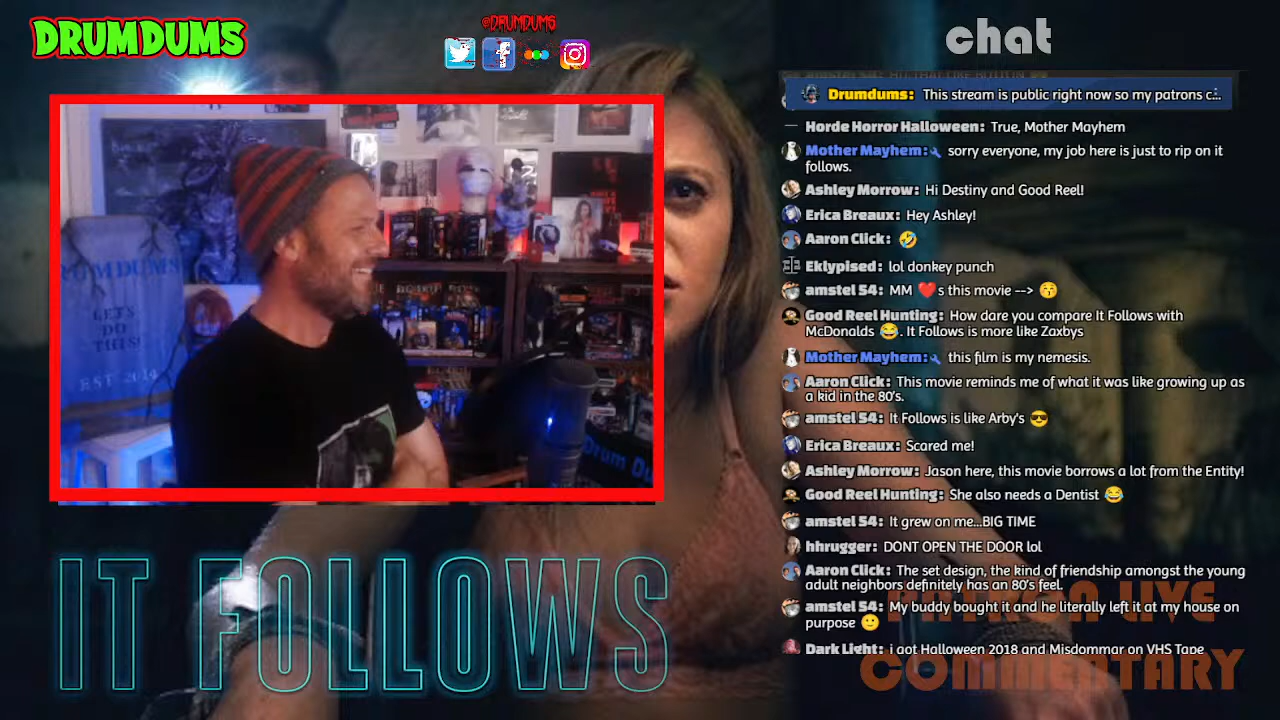 DRUMDUMS
@DRUMDUMS
chat
Drumdums: This stream is public right now so my patrons c...
Horde Horror Halloween: True, Mother Mayhem
Mother Mayhem: sorry everyone, my job here is just to rip on it
follows.
Ashley Morrow: Hi Destiny and Good Reel!
Erica Breaux: Hey Ashley!
Aaron Click: 🤣
Eklypised: lol donkey punch
amstel 54: MM ❤️s this movie --> 😚
Good Reel Hunting: How dare you compare It Follows with
McDonalds 😂. It Follows is more like Zaxbys
Mother Mayhem: this film is my nemesis.
Aaron Click: This movie reminds me of what it was like growing up as
a kid in the 80's.
amstel 54: It Follows is like Arby's 😎
Erica Breaux: Scared me!
Ashley Morrow: Jason here, this movie borrows a lot from the Entity!
Good Reel Hunting: She also needs a Dentist 😂
amstel 54: It grew on me...BIG TIME
hhrugger: DONT OPEN THE DOOR lol
Aaron Click: The set design, the kind of friendship amongst the young
adult neighbors definitely has an 80's feel.
amstel 54: My buddy bought it and he literally left it at my house on
purpose 🙂
Dark Light: i got Halloween 2018 and Misdommar on VHS Tape
DRUMDUMS
LET'S
DO
THIS!
EST 2014
Drum Du
IT FOLLOWS
PATRON LIVE
COMMENTARY